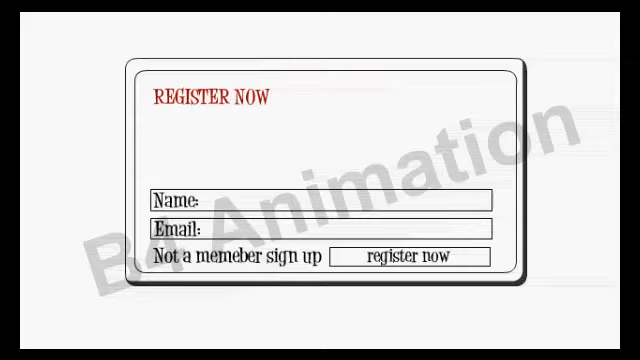 REGISTER NOW
B4 Animation
Name:
Email:
Not a memeber sign up
register now